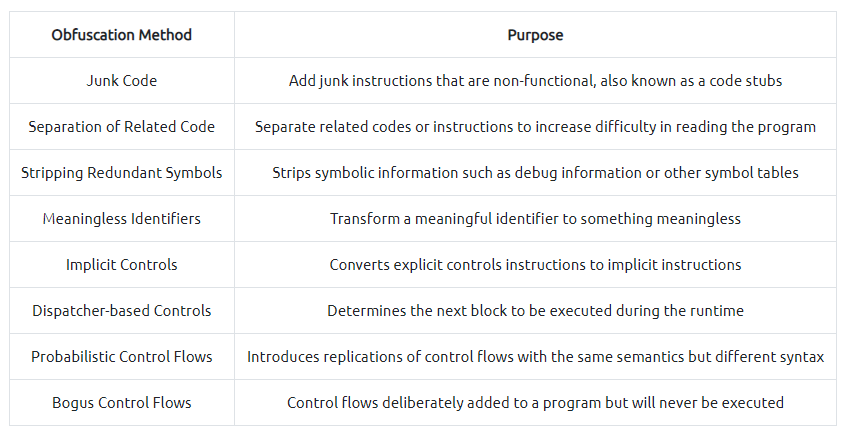 Obfuscation Method Purpose
Junk Code Add junk instructions that are non-functional, also known as a code stubs
Separation of Related Code Separate related codes or instructions to increase difficulty in reading the program
Stripping Redundant Symbols Strips symbolic information such as debug information or other symbol tables
Meaningless Identifiers Transform a meaningful identifier to something meaningless
Implicit Controls Converts explicit controls instructions to implicit instructions
Dispatcher-based Controls Determines the next block to be executed during the runtime
Probabilistic Control Flows Introduces replications of control flows with the same semantics but different syntax
Bogus Control Flows Control flows deliberately added to a program but will never be executed